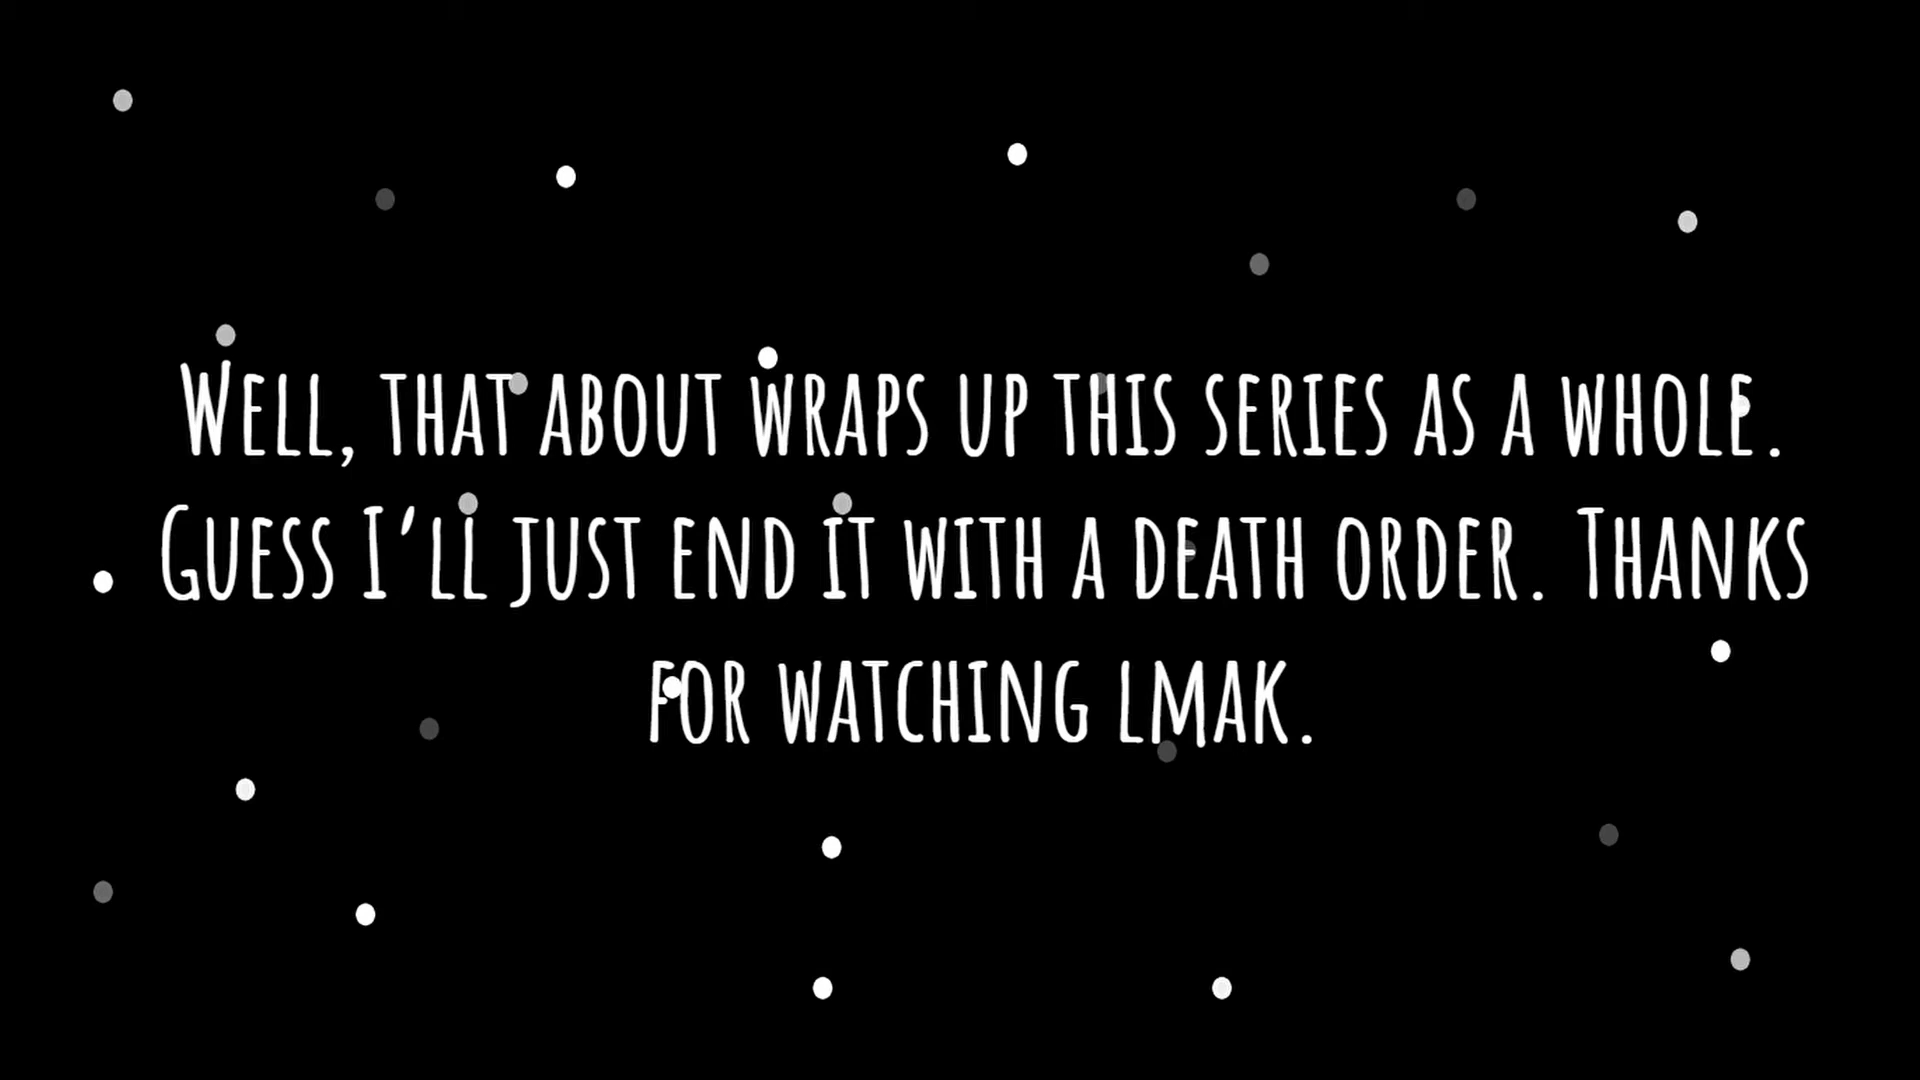 Well, that about wraps up this series as a whole.
Guess I'll just end it with a death order. Thanks
for watching lmak.